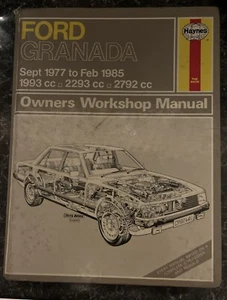 FORD
GRANADA
Haynes
Sept 1977 to Feb 1985
1993 cc □ 2293 cc □ 2792 cc
Owners Workshop Manual